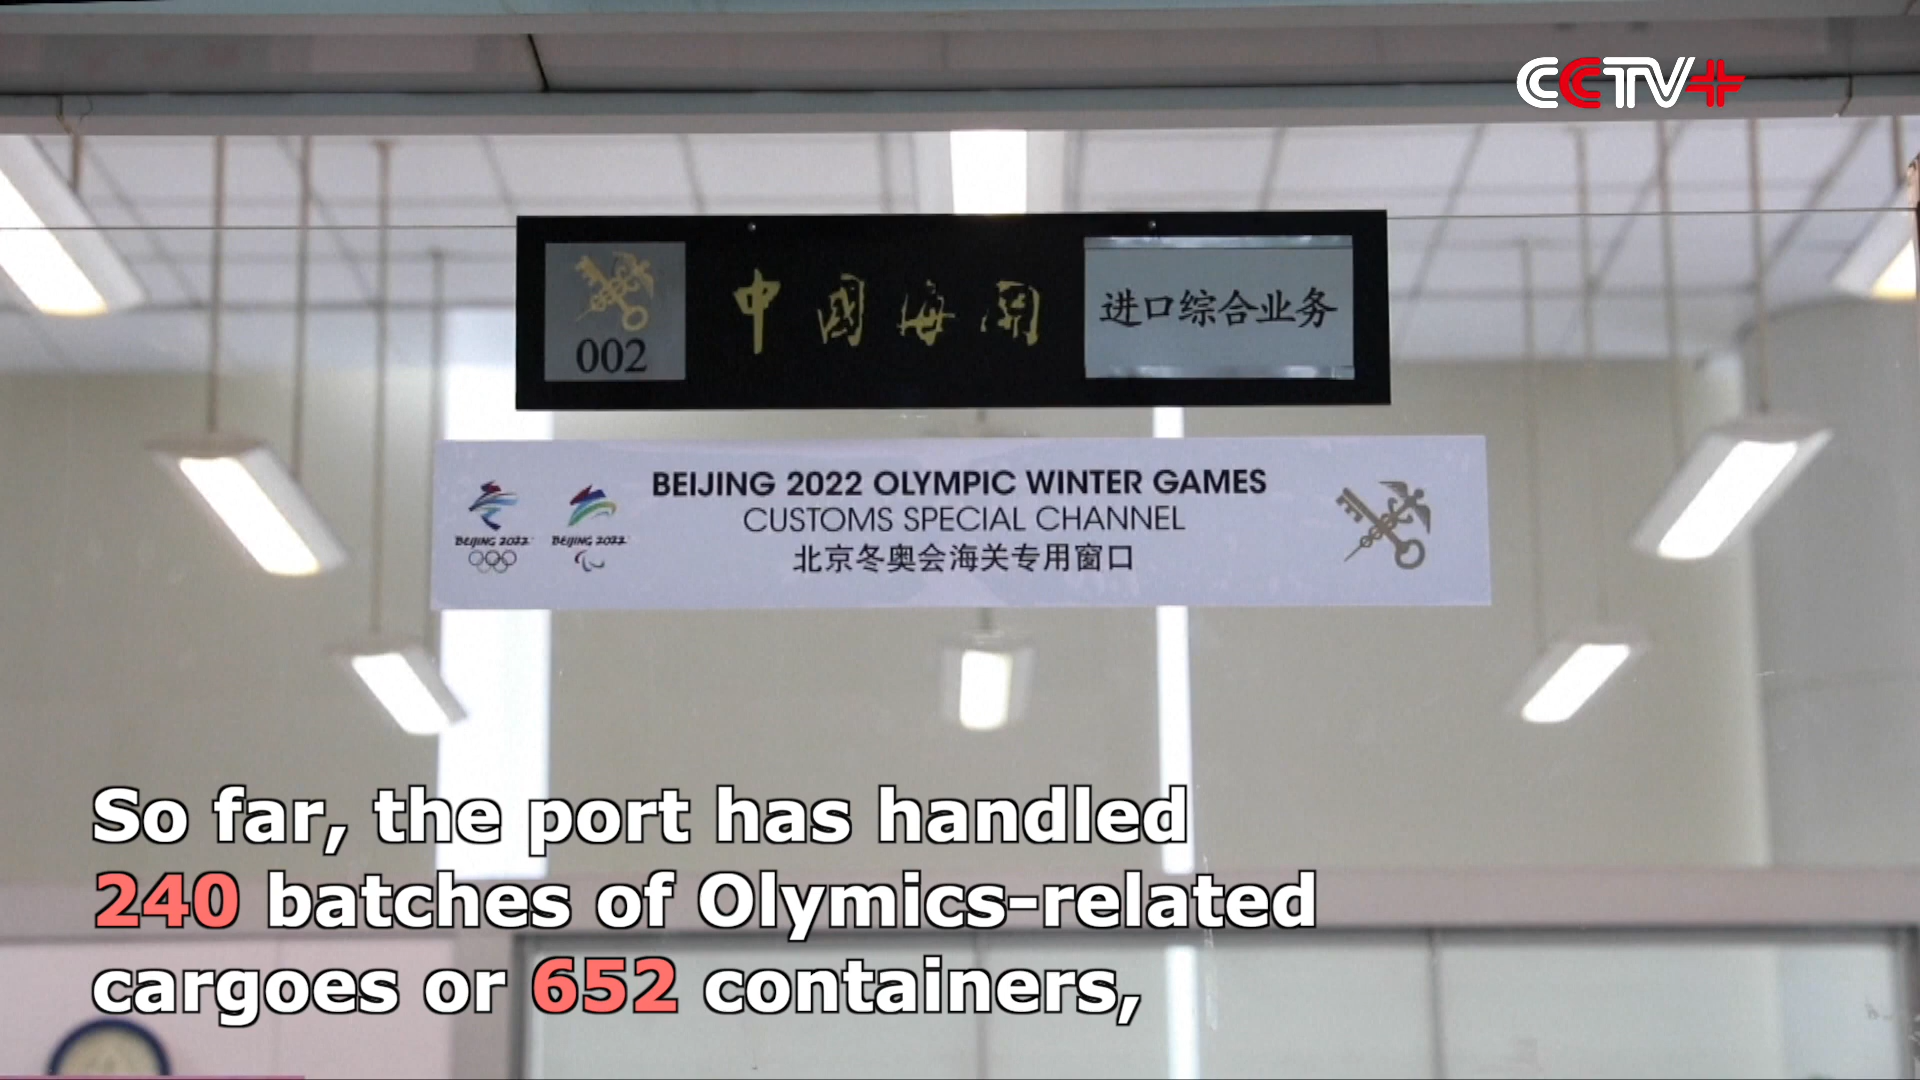 CCTV+
002
中國海関
进口综合业务
BEIJING 2022 OLYMPIC WINTER GAMES
CUSTOMS SPECIAL CHANNEL
北京冬奥会海关专用窗口
BEIJING 2022
BEIJING 2022
So far, the port has handled
240 batches of Olymics-related
cargoes or 652 containers,